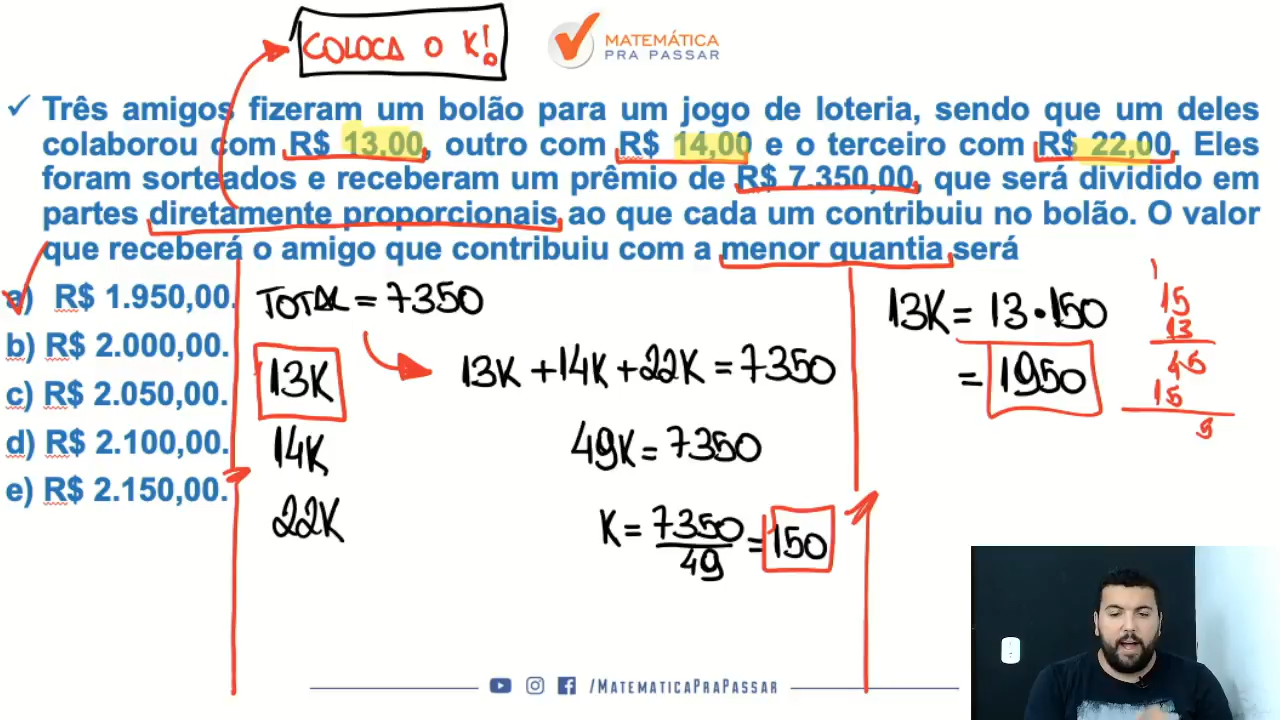 COLOCA O K!
MATEMÁTICA
PRA PASSAR
✓ Três amigos fizeram um bolão para um jogo de loteria, sendo que um deles
colaborou com R$ 13,00, outro com R$ 14,00 e o terceiro com R$ 22,00. Eles
foram sorteados e receberam um prêmio de R$ 7.350,00, que será dividido em
partes diretamente proporcionais ao que cada um contribuiu no bolão. O valor
que receberá o amigo que contribuiu com a menor quantia será
a) R$ 1.950,00.
b) R$ 2.000,00.
c) R$ 2.050,00.
d) R$ 2.100,00.
e) R$ 2.150,00.
TOTAL = 7350
13K
14K
22K
13K + 14K + 22K = 7350
49K = 7350
K = 7350/49 = 150
13K = 13 • 150
= 1950
1
15
13
45
15
5
/MATEMATICAPRAPASSAR